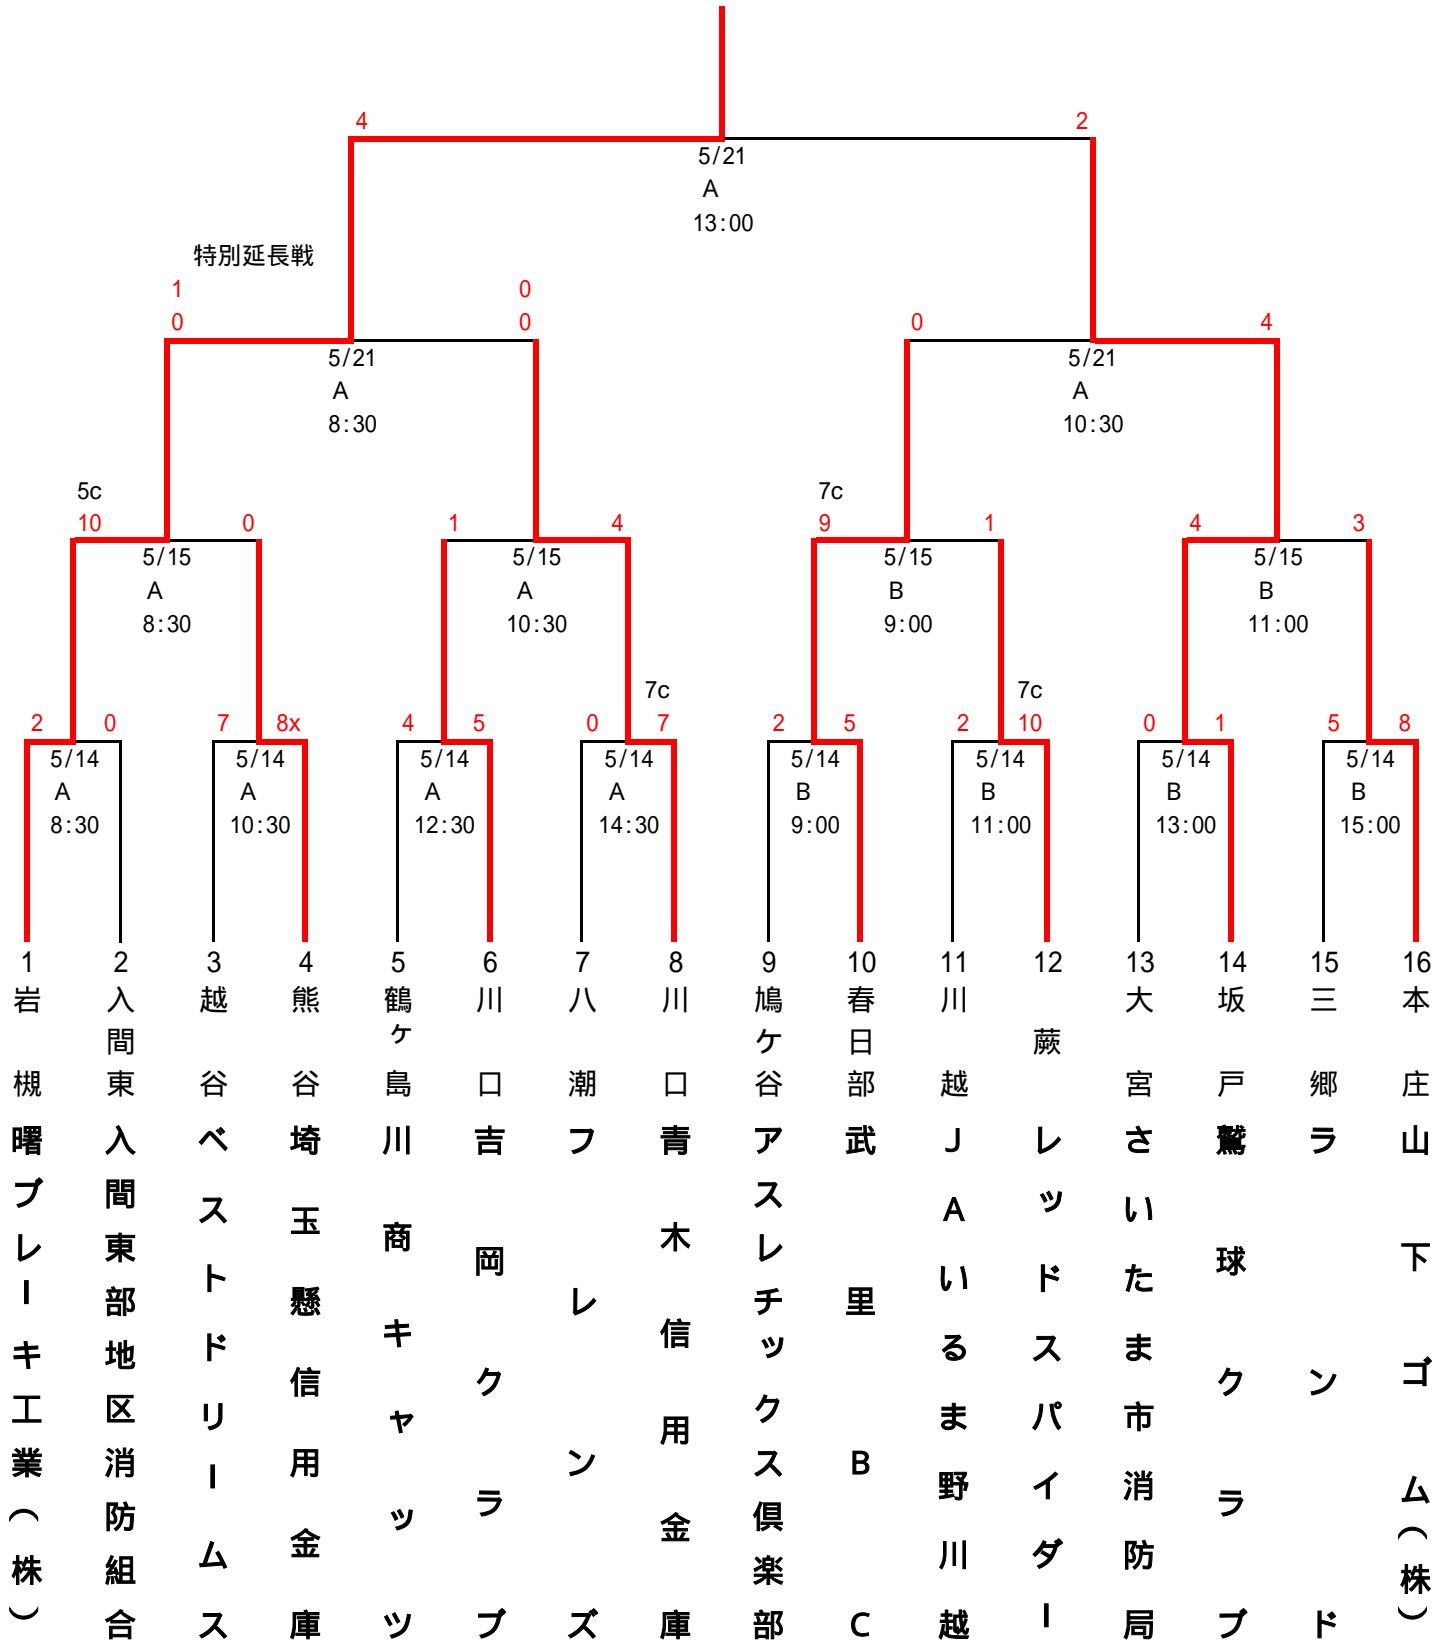 4 2
5/21
A
13:00
特別延長戦
1 0
0 0 0 4
5/21 5/21
A A
8:30 10:30
5c 7c
10 0 1 4 9 1 4 3
5/15 5/15 5/15 5/15
A A B B
8:30 10:30 9:00 11:00
7c 7c
2 0 7 8x 4 5 0 7 2 5 2 10 0 1 5 8
5/14 5/14 5/14 5/14 5/14 5/14 5/14 5/14
A A A A B B B B
8:30 10:30 12:30 14:30 9:00 11:00 13:00 15:00
1 2 3 4 5 6 7 8 9 10 11 12 13 14 15 16
岩槻
曙ブレーキ工業(株)
入間東
入間東部地区消防組合
越谷
ベストドリームス
熊谷
埼玉懸信用金庫
鶴ヶ島
川商キャッツ
川口
吉岡クラブ
八潮
フレンズ
川口
青木信用金庫
鳩ケ谷
アスレチックス倶楽部
春日部
武里BC
川越
JAいるま野川越
蕨
レッドスパイダー
大宮
さいたま市消防局
坂戸
鷲球クラブ
三郷
ランド
本庄
山下ゴム(株)